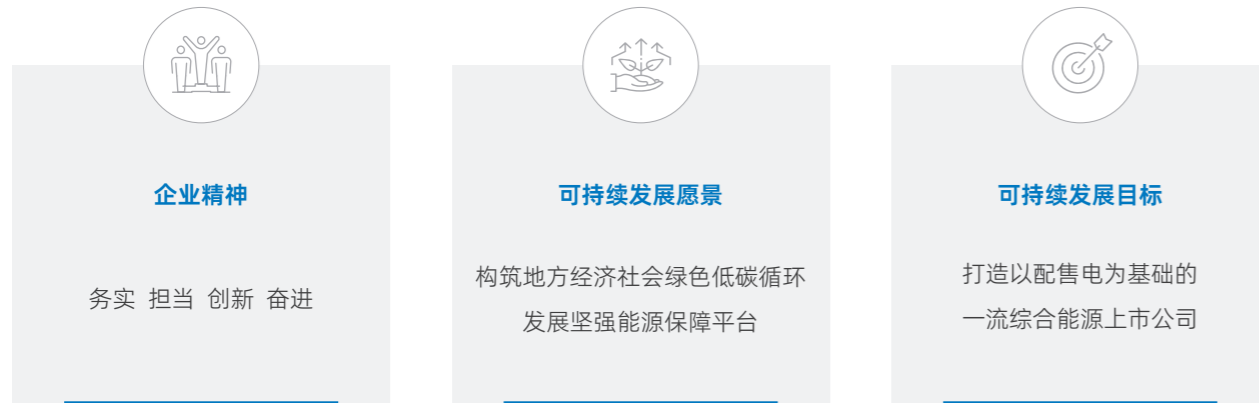 企业精神
务实 担当 创新 奋进
可持续发展愿景
构筑地方经济社会绿色低碳循环
发展坚强能源保障平台
可持续发展目标
打造以配售电为基础的
一流综合能源上市公司